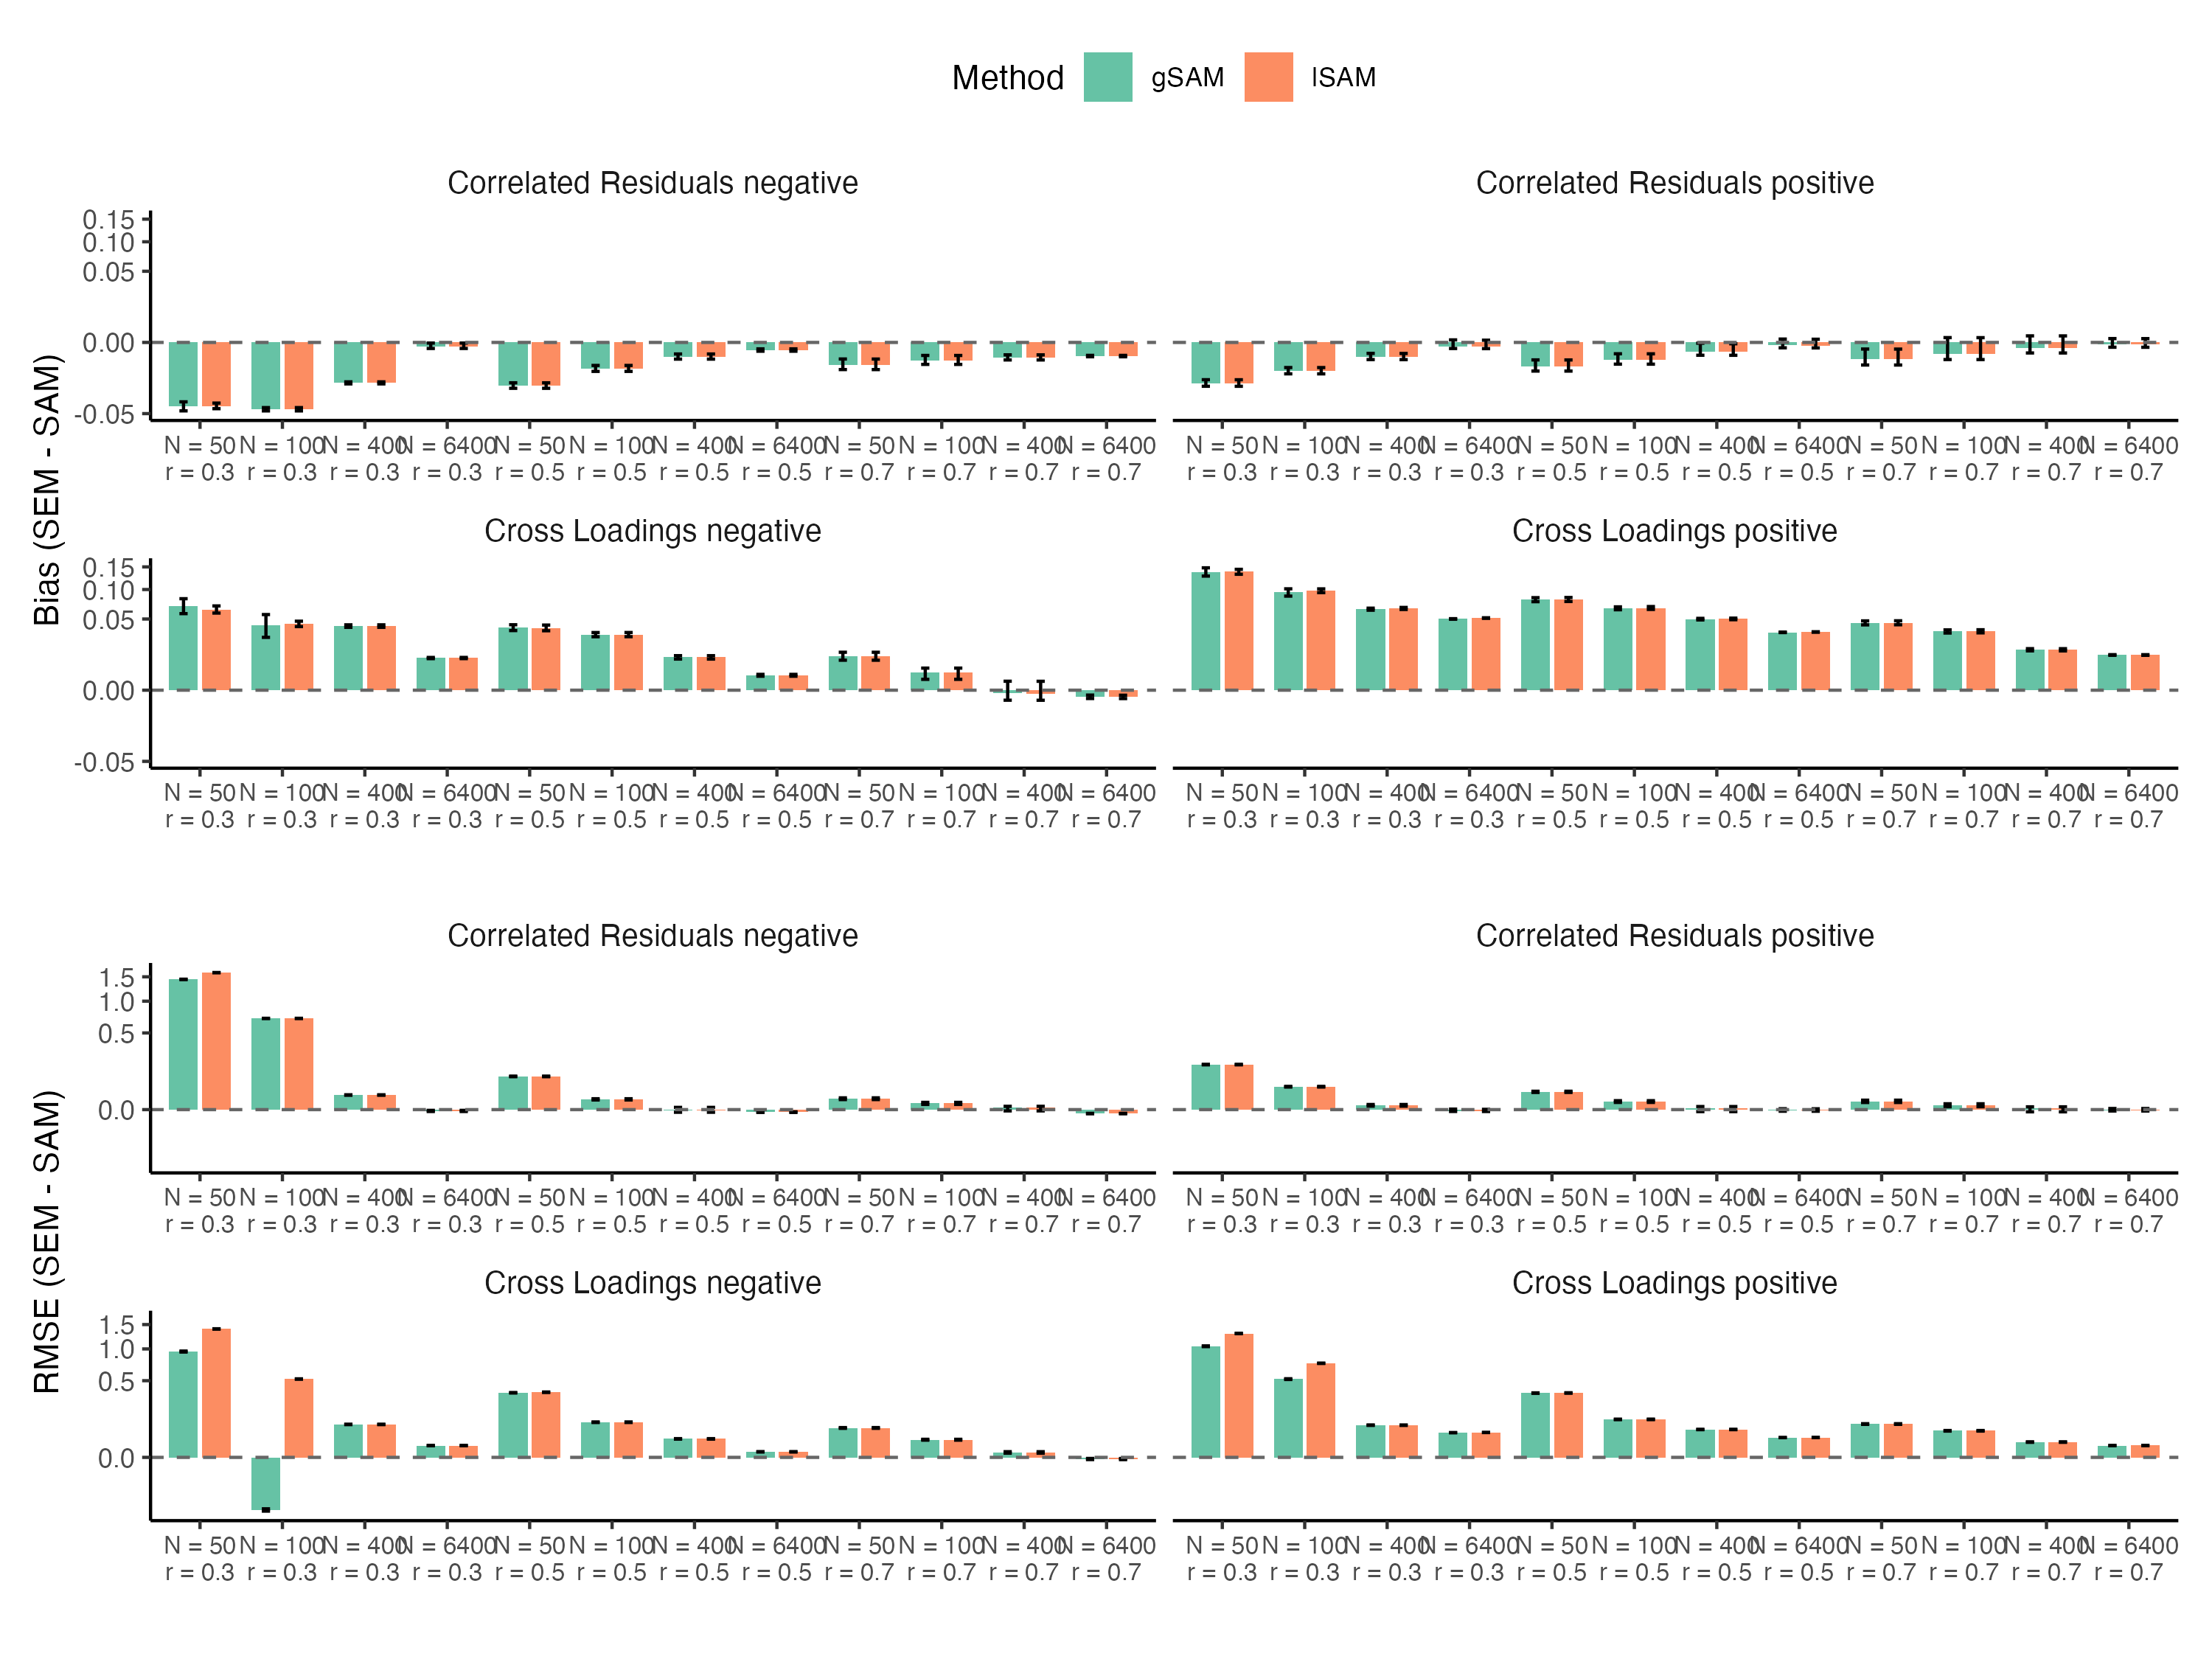 Method gSAM lSAM
Correlated Residuals negative Correlated Residuals positive
0.15
0.10
0.05
0.00
-0.05
N = 50 N = 100 N = 400 N = 6400 N = 50 N = 100 N = 400 N = 6400 N = 50 N = 100 N = 400 N = 6400 N = 50 N = 100 N = 400 N = 6400 N = 50 N = 100 N = 400 N = 6400 N = 50 N = 100 N = 400 N = 6400
r = 0.3 r = 0.3 r = 0.3 r = 0.3 r = 0.5 r = 0.5 r = 0.5 r = 0.5 r = 0.7 r = 0.7 r = 0.7 r = 0.7 r = 0.3 r = 0.3 r = 0.3 r = 0.3 r = 0.5 r = 0.5 r = 0.5 r = 0.5 r = 0.7 r = 0.7 r = 0.7 r = 0.7
Bias (SEM - SAM)
Cross Loadings negative Cross Loadings positive
0.15
0.10
0.05
0.00
-0.05
N = 50 N = 100 N = 400 N = 6400 N = 50 N = 100 N = 400 N = 6400 N = 50 N = 100 N = 400 N = 6400 N = 50 N = 100 N = 400 N = 6400 N = 50 N = 100 N = 400 N = 6400 N = 50 N = 100 N = 400 N = 6400
r = 0.3 r = 0.3 r = 0.3 r = 0.3 r = 0.5 r = 0.5 r = 0.5 r = 0.5 r = 0.7 r = 0.7 r = 0.7 r = 0.7 r = 0.3 r = 0.3 r = 0.3 r = 0.3 r = 0.5 r = 0.5 r = 0.5 r = 0.5 r = 0.7 r = 0.7 r = 0.7 r = 0.7
Correlated Residuals negative Correlated Residuals positive
1.5
1.0
0.5
0.0
N = 50 N = 100 N = 400 N = 6400 N = 50 N = 100 N = 400 N = 6400 N = 50 N = 100 N = 400 N = 6400 N = 50 N = 100 N = 400 N = 6400 N = 50 N = 100 N = 400 N = 6400 N = 50 N = 100 N = 400 N = 6400
r = 0.3 r = 0.3 r = 0.3 r = 0.3 r = 0.5 r = 0.5 r = 0.5 r = 0.5 r = 0.7 r = 0.7 r = 0.7 r = 0.7 r = 0.3 r = 0.3 r = 0.3 r = 0.3 r = 0.5 r = 0.5 r = 0.5 r = 0.5 r = 0.7 r = 0.7 r = 0.7 r = 0.7
RMSE (SEM - SAM)
Cross Loadings negative Cross Loadings positive
1.5
1.0
0.5
0.0
N = 50 N = 100 N = 400 N = 6400 N = 50 N = 100 N = 400 N = 6400 N = 50 N = 100 N = 400 N = 6400 N = 50 N = 100 N = 400 N = 6400 N = 50 N = 100 N = 400 N = 6400 N = 50 N = 100 N = 400 N = 6400
r = 0.3 r = 0.3 r = 0.3 r = 0.3 r = 0.5 r = 0.5 r = 0.5 r = 0.5 r = 0.7 r = 0.7 r = 0.7 r = 0.7 r = 0.3 r = 0.3 r = 0.3 r = 0.3 r = 0.5 r = 0.5 r = 0.5 r = 0.5 r = 0.7 r = 0.7 r = 0.7 r = 0.7